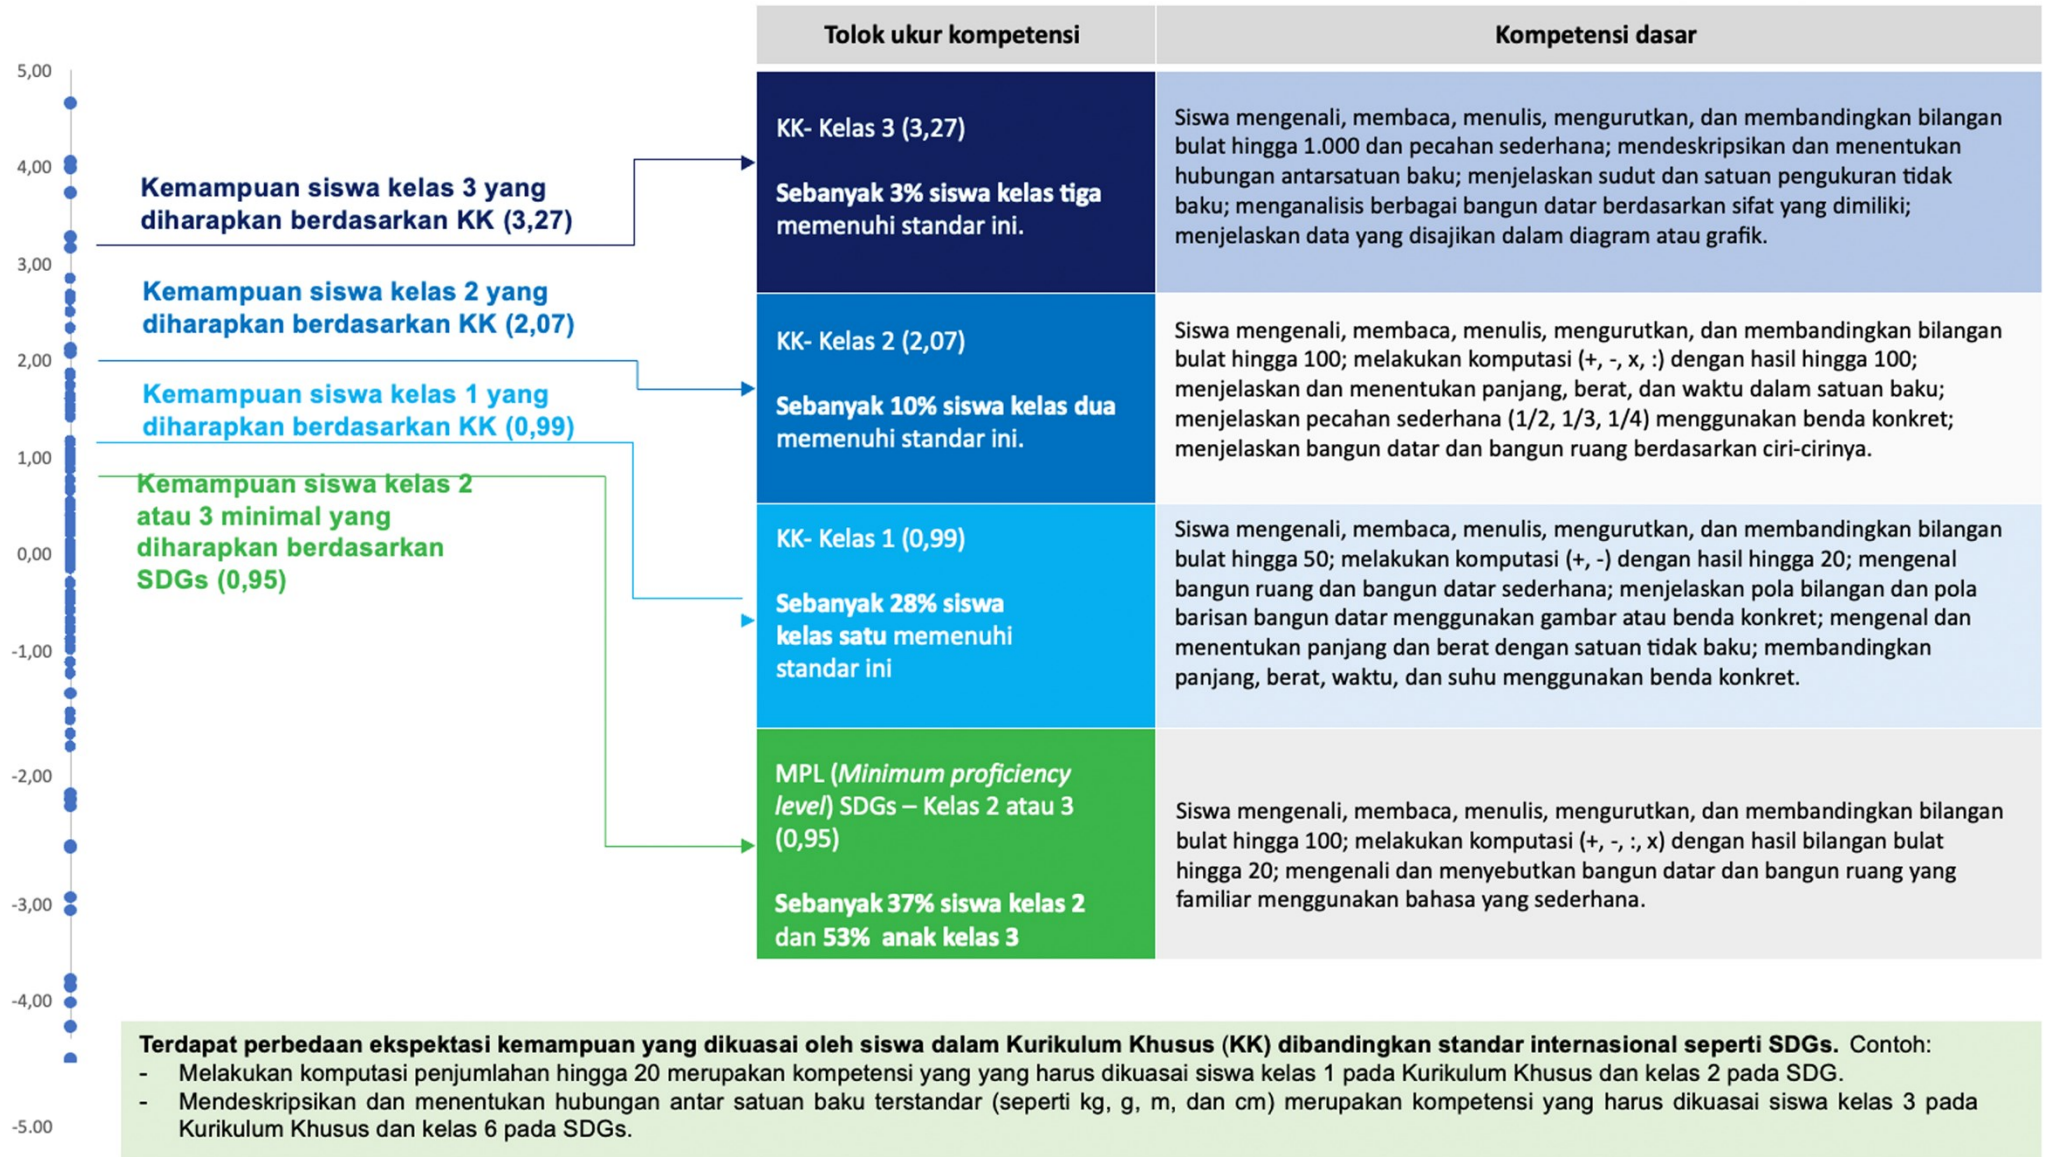 Tolok ukur kompetensi
Kompetensi dasar
5,00
4,00
3,00
2,00
1,00
0,00
-1,00
-2,00
-3,00
-4,00
-5.00
Kemampuan siswa kelas 3 yang
diharapkan berdasarkan KK (3,27)
Kemampuan siswa kelas 2 yang
diharapkan berdasarkan KK (2,07)
Kemampuan siswa kelas 1 yang
diharapkan berdasarkan KK (0,99)
Kemampuan siswa kelas 2
atau 3 minimal yang
diharapkan berdasarkan
SDGs (0,95)
KK- Kelas 3 (3,27)
Sebanyak 3% siswa kelas tiga
memenuhi standar ini.
Siswa mengenali, membaca, menulis, mengurutkan, dan membandingkan bilangan
bulat hingga 1.000 dan pecahan sederhana; mendeskripsikan dan menentukan
hubungan antarsatuan baku; menjelaskan sudut dan satuan pengukuran tidak
baku; menganalisis berbagai bangun datar berdasarkan sifat yang dimiliki;
menjelaskan data yang disajikan dalam diagram atau grafik.
KK- Kelas 2 (2,07)
Sebanyak 10% siswa kelas dua
memenuhi standar ini.
Siswa mengenali, membaca, menulis, mengurutkan, dan membandingkan bilangan
bulat hingga 100; melakukan komputasi (+, -, x, :) dengan hasil hingga 100;
menjelaskan dan menentukan panjang, berat, dan waktu dalam satuan baku;
menjelaskan pecahan sederhana (1/2, 1/3, 1/4) menggunakan benda konkret;
menjelaskan bangun datar dan bangun ruang berdasarkan ciri-cirinya.
KK- Kelas 1 (0,99)
Sebanyak 28% siswa
kelas satu memenuhi
standar ini
Siswa mengenali, membaca, menulis, mengurutkan, dan membandingkan bilangan
bulat hingga 50; melakukan komputasi (+, -) dengan hasil hingga 20; mengenal
bangun ruang dan bangun datar sederhana; menjelaskan pola bilangan dan pola
barisan bangun datar menggunakan gambar atau benda konkret; mengenal dan
menentukan panjang dan berat dengan satuan tidak baku; membandingkan
panjang, berat, waktu, dan suhu menggunakan benda konkret.
MPL (Minimum proficiency
level) SDGs – Kelas 2 atau 3
(0,95)
Sebanyak 37% siswa kelas 2
dan 53% anak kelas 3
Siswa mengenali, membaca, menulis, mengurutkan, dan membandingkan bilangan
bulat hingga 100; melakukan komputasi (+, -, :, x) dengan hasil bilangan bulat
hingga 20; mengenali dan menyebutkan bangun datar dan bangun ruang yang
familiar menggunakan bahasa yang sederhana.
Terdapat perbedaan ekspektasi kemampuan yang dikuasai oleh siswa dalam Kurikulum Khusus (KK) dibandingkan standar internasional seperti SDGs. Contoh:
- Melakukan komputasi penjumlahan hingga 20 merupakan kompetensi yang yang harus dikuasai siswa kelas 1 pada Kurikulum Khusus dan kelas 2 pada SDG.
- Mendeskripsikan dan menentukan hubungan antar satuan baku terstandar (seperti kg, g, m, dan cm) merupakan kompetensi yang harus dikuasai siswa kelas 3 pada
Kurikulum Khusus dan kelas 6 pada SDGs.